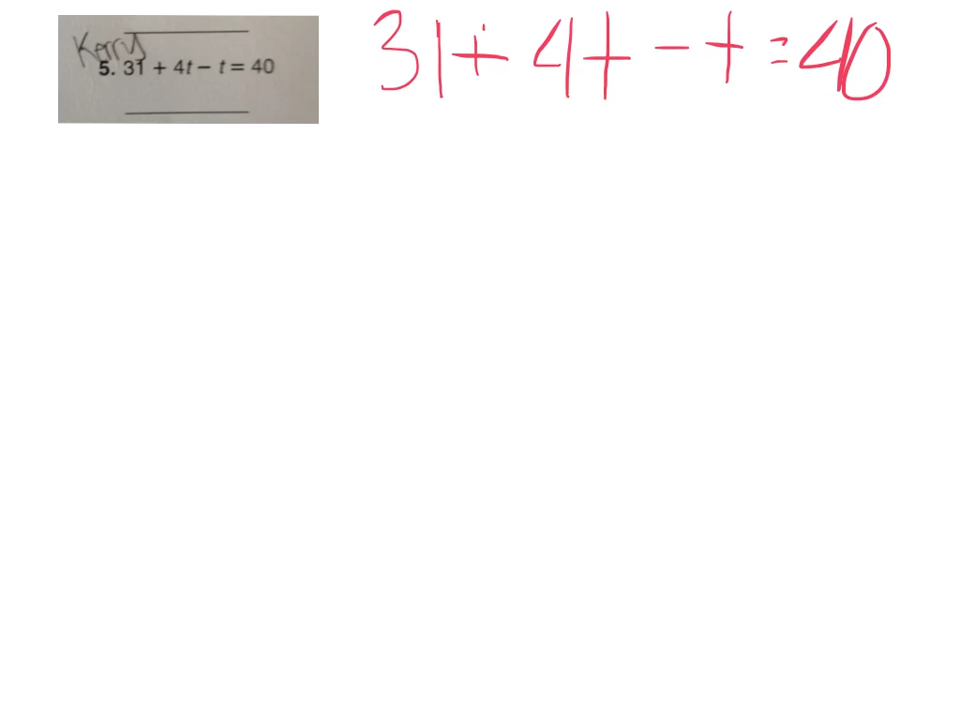 Kerry
5. 31 + 4t − t = 40
31 + 4t − t = 40